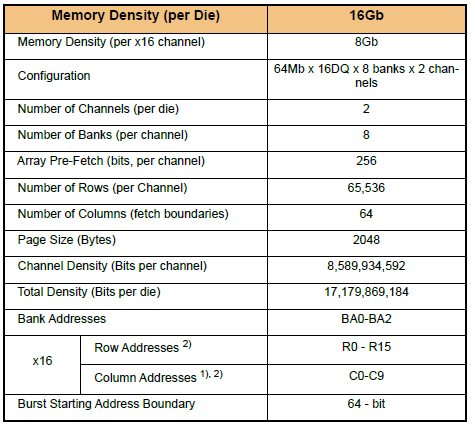 Memory Density (per Die) 16Gb
Memory Density (per x16 channel) 8Gb
Configuration 64Mb x 16DQ x 8 banks x 2 chan-
nels
Number of Channels (per die) 2
Number of Banks (per channel) 8
Array Pre-Fetch (bits, per channel) 256
Number of Rows (per Channel) 65,536
Number of Columns (fetch boundaries) 64
Page Size (Bytes) 2048
Channel Density (Bits per channel) 8,589,934,592
Total Density (Bits per die) 17,179,869,184
Bank Addresses BA0-BA2
x16 Row Addresses 2) R0 - R15
Column Addresses 1), 2) C0-C9
Burst Starting Address Boundary 64 - bit